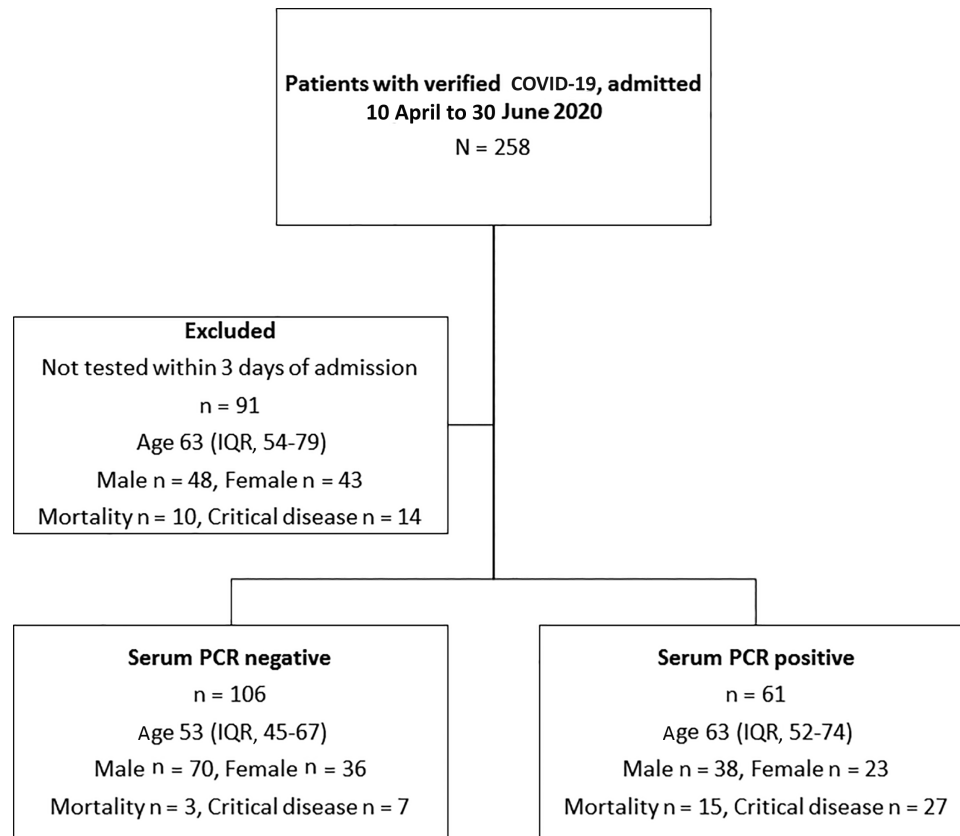 Patients with verified COVID-19, admitted
10 April to 30 June 2020
N = 258
Excluded
Not tested within 3 days of admission
n = 91
Age 63 (IQR, 54-79)
Male n = 48, Female n = 43
Mortality n = 10, Critical disease n = 14
Serum PCR negative
n = 106
Age 53 (IQR, 45-67)
Male n = 70, Female n = 36
Mortality n = 3, Critical disease n = 7
Serum PCR positive
n = 61
Age 63 (IQR, 52-74)
Male n = 38, Female n = 23
Mortality n = 15, Critical disease n = 27